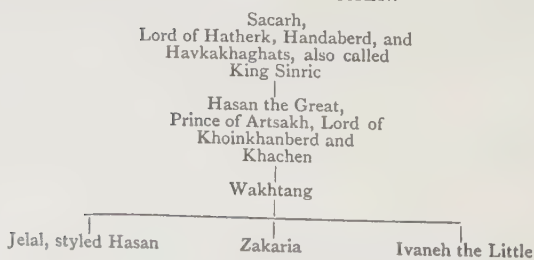 Sacarh,
Lord of Hatherk, Handaberd, and
Havkakhaghats, also called
King Sinric
Hasan the Great,
Prince of Artsakh, Lord of
Khoinkhanberd and
Khachen
Wakhtang
Jelal, styled Hasan Zakaria Ivaneh the Little